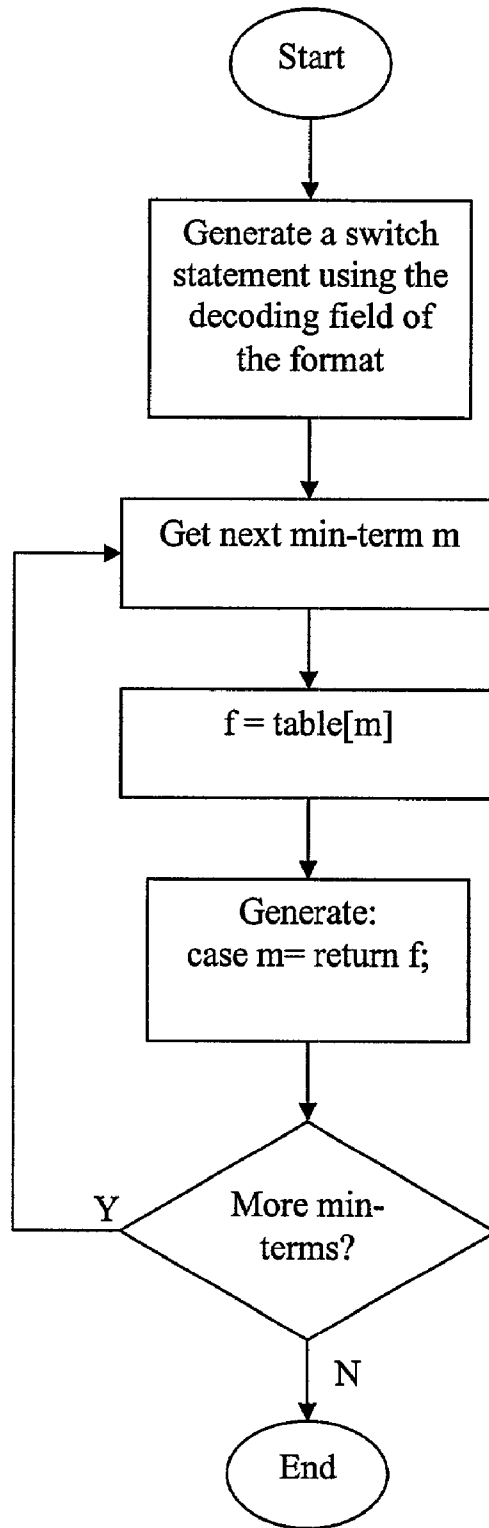 Start
Generate a switch
statement using the
decoding field of
the format
Get next min-term m
f = table[m]
Generate:
case m= return f;
More min-
terms?
Y
N
End